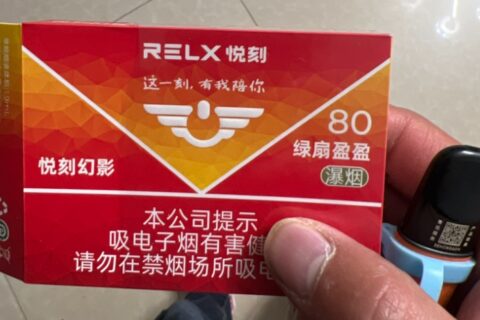 RELX 悦刻
这一刻, 有我陪你
80
绿扇盈盈
瀑烟
悦刻幻影
本公司提示
吸电子烟有害健
请勿在禁烟场所吸电